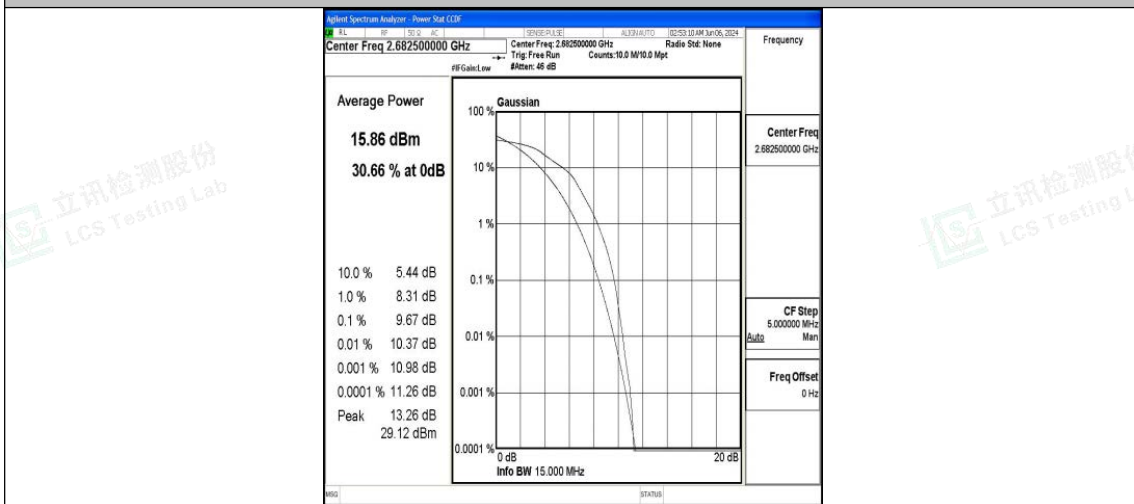 Agilent Spectrum Analyzer - Power Stat CCDF
RL RF 50 Ω AC SENSE:PULSE ALIGNAUTO 02:53:10 AM Jun 06, 2024
Center Freq 2.682500000 GHz
Center Freq: 2.682500000 GHz Radio Std: None
Trig: Free Run Counts:10.0 M/10.0 Mpt
#IFGain:Low #Atten: 46 dB
Frequency
Average Power
15.86 dBm
30.66 % at 0dB
10.0 % 5.44 dB
1.0 % 8.31 dB
0.1 % 9.67 dB
0.01 % 10.37 dB
0.001 % 10.98 dB
0.0001 % 11.26 dB
Peak 13.26 dB
29.12 dBm
Gaussian
100 %
10 %
1 %
0.1 %
0.01 %
0.001 %
0.0001 %
0 dB 20 dB
Info BW 15.000 MHz
Center Freq
2.682500000 GHz
CF Step
5.000000 MHz
Auto Man
Freq Offset
0 Hz
MSG STATUS
立讯检测股份
LCS Testing Lab
立讯检测股份
LCS Testing L